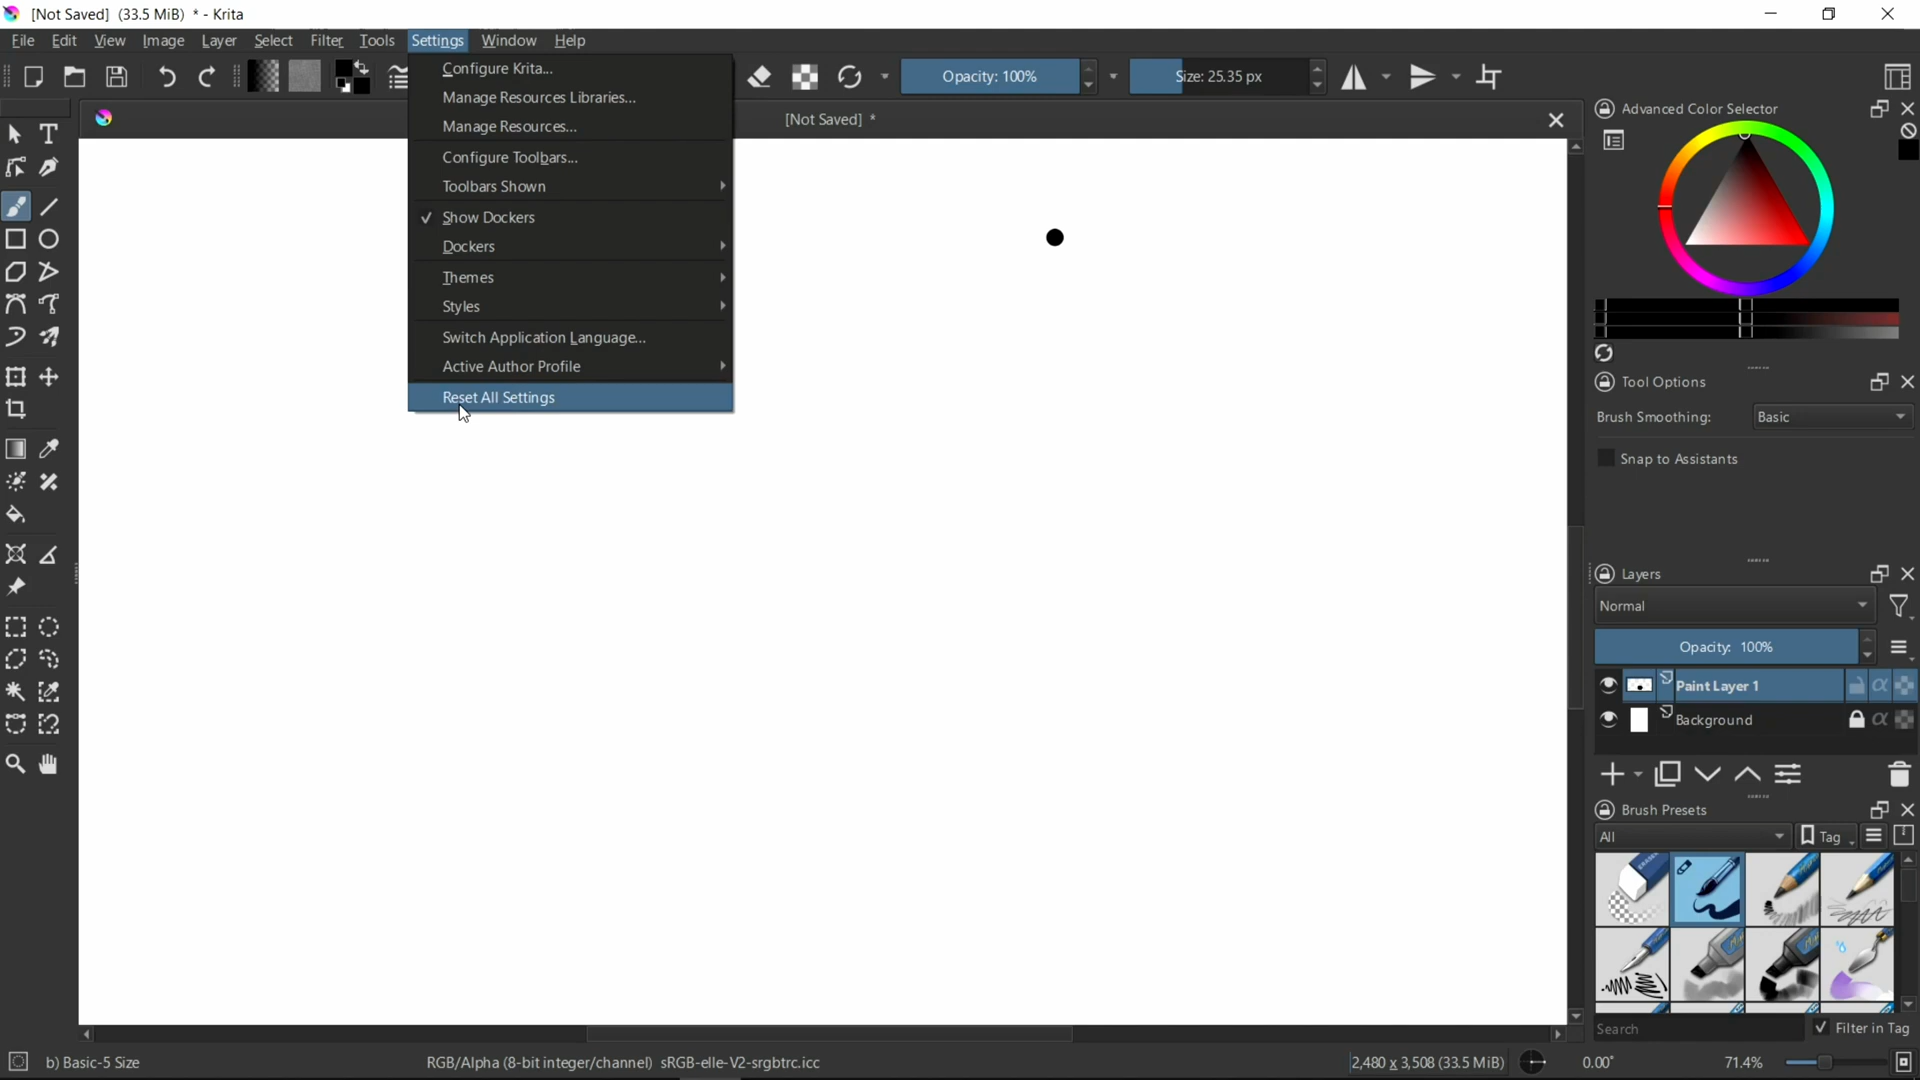 [Not Saved] (33.5 MiB) * - Krita
File Edit View Image Layer Select Filter Tools Settings Window Help
Opacity: 100%
Size: 25.35 px
[Not Saved] *
Configure Krita...
Manage Resources Libraries...
Manage Resources...
Configure Toolbars...
Toolbars Shown
Show Dockers
Dockers
Themes
Styles
Switch Application Language...
Active Author Profile
Reset All Settings
Advanced Color Selector
Tool Options
Brush Smoothing: Basic
Snap to Assistants
Layers
Normal
Opacity: 100%
Paint Layer 1
Background
Brush Presets
All Tag
Search Filter in Tag
b) Basic-5 Size RGB/Alpha (8-bit integer/channel) sRGB-elle-V2-srgbtrc.icc 2,480 x 3,508 (33.5 MiB) 0.00° 71.4%